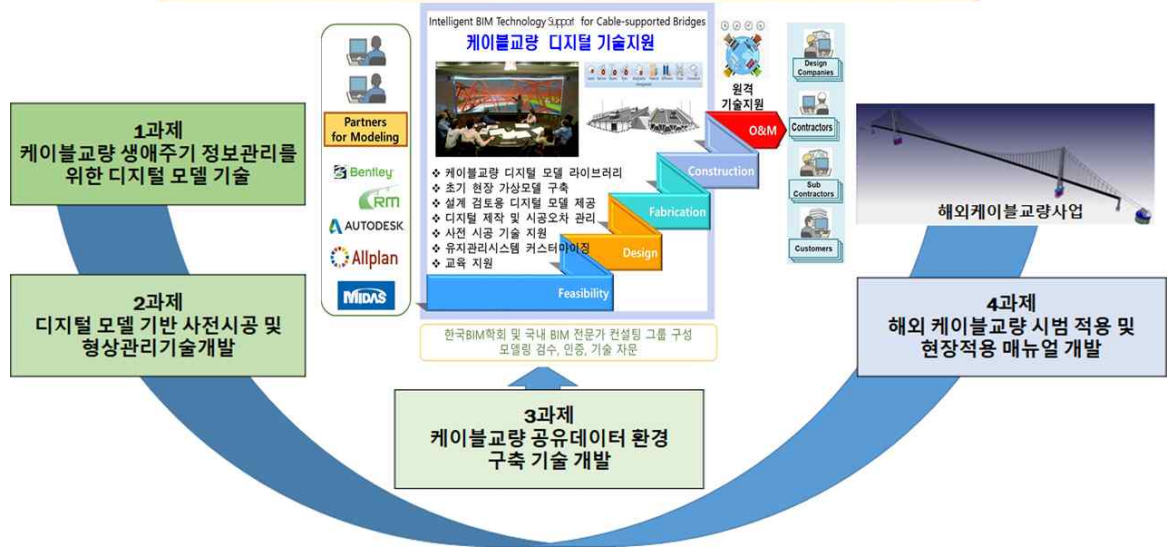 Intelligent BIM Technology Support for Cable-supported Bridges
케이블교량 디지털 기술지원
Partners
for Modeling
Bentley
RM
AUTODESK
Allplan
MIDAS
❖ 케이블교량 디지털 모델 라이브러리
❖ 초기 현장 가상모델 구축
❖ 설계 검토용 디지털 모델 제공
❖ 디지털 제작 및 시공오차 관리
❖ 사전 시공 기술 지원
❖ 유지관리시스템 커스터마이징
❖ 교육 지원
Feasibility
Design
Fabrication
Construction
O&M
원격
기술지원
Design
Companies
Contractors
Sub
Contractors
Customers
해외케이블교량사업
한국BIM학회 및 국내 BIM 전문가 컨설팅 그룹 구성
모델링 검수, 인증, 기술 자문
1과제
케이블교량 생애주기 정보관리를
위한 디지털 모델 기술
2과제
디지털 모델 기반 사전시공 및
형상관리기술개발
3과제
케이블교량 공유데이터 환경
구축 기술 개발
4과제
해외 케이블교량 시범 적용 및
현장적용 매뉴얼 개발